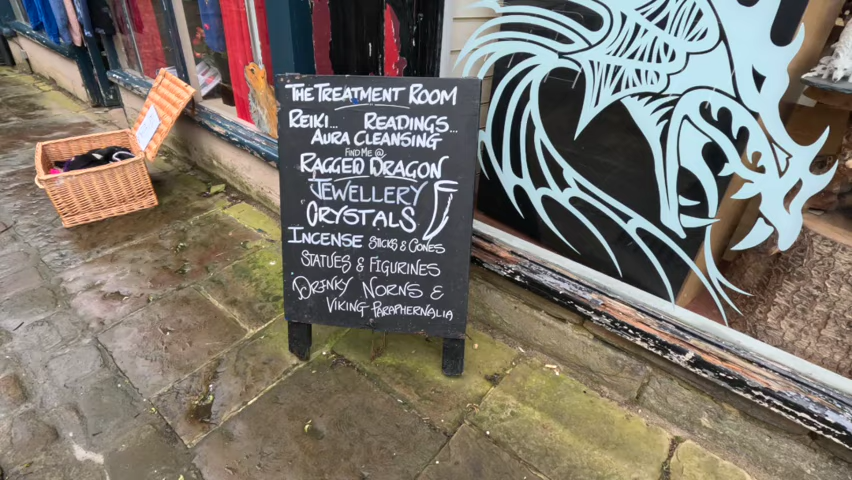 The Treatment Room
Reiki... Readings...
Aura Cleansing
Find Me @
Ragged Dragon
Jewellery
Crystals
Incense Sticks & Cones
Statues & Figurines
Drinky Norns &
Viking Paraphernalia